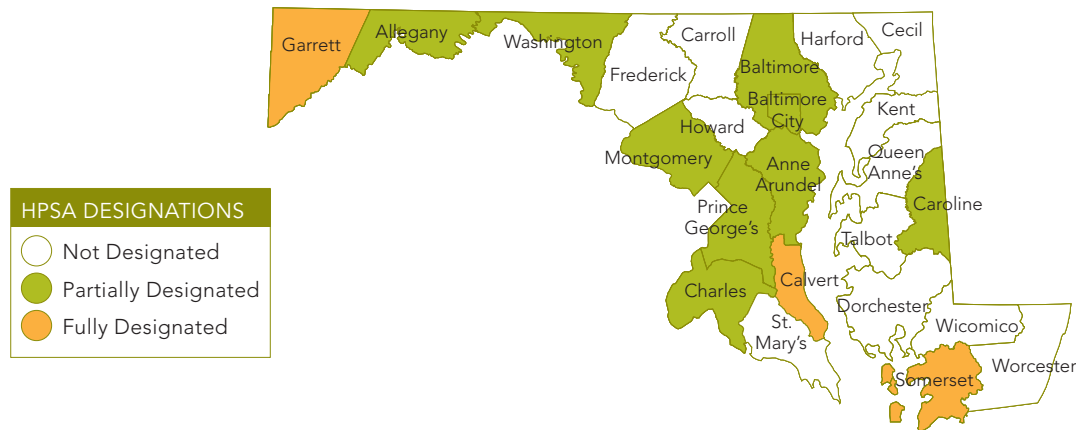 Garrett
Allegany
Washington
Frederick
Carroll
Baltimore
Harford
Cecil
Baltimore
City
Howard
Kent
Montgomery
Anne
Arundel
Queen
Anne's
Prince
George's
Caroline
Talbot
Charles
Calvert
Dorchester
St.
Mary's
Wicomico
Somerset
Worcester
HPSA DESIGNATIONS
Not Designated
Partially Designated
Fully Designated